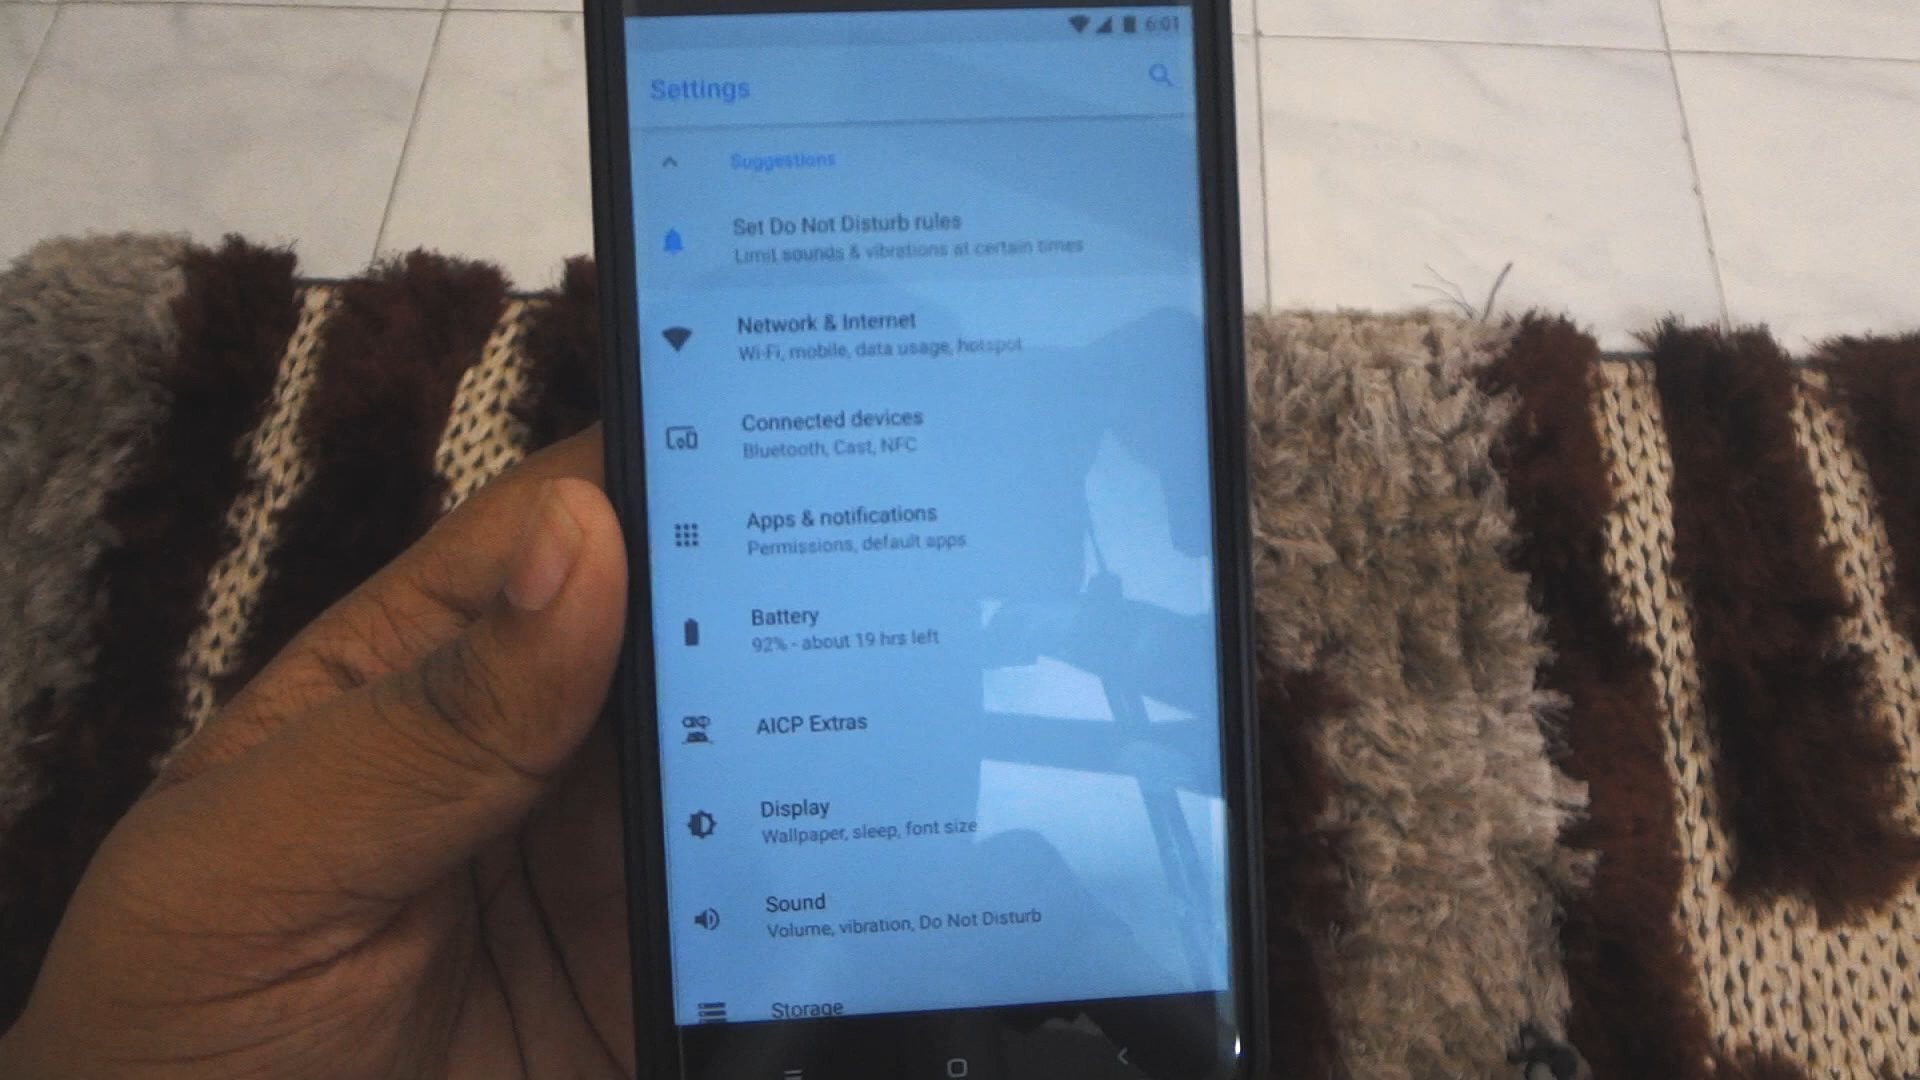 6:01
Settings
Suggestions
Set Do Not Disturb rules
Limit sounds & vibrations at certain times
Network & Internet
Wi-Fi, mobile, data usage, hotspot
Connected devices
Bluetooth, Cast, NFC
Apps & notifications
Permissions, default apps
Battery
92% - about 19 hrs left
AICP Extras
Display
Wallpaper, sleep, font size
Sound
Volume, vibration, Do Not Disturb
Storage